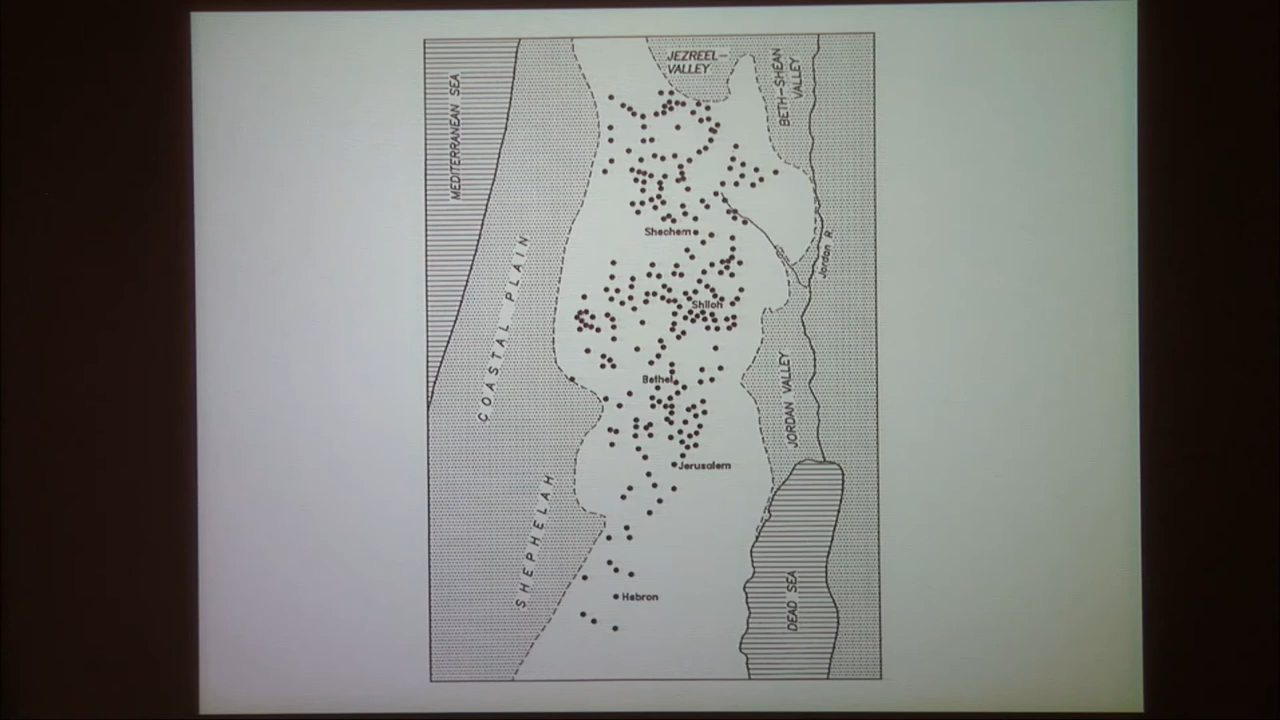 JEZREEL–
VALLEY
BETH–SHEAN
VALLEY
MEDITERRANEAN SEA
Shechem
Jordan R.
COASTAL PLAIN
Shiloh
Bethel
JORDAN VALLEY
Jerusalem
SHEPHELAH
Hebron
DEAD SEA